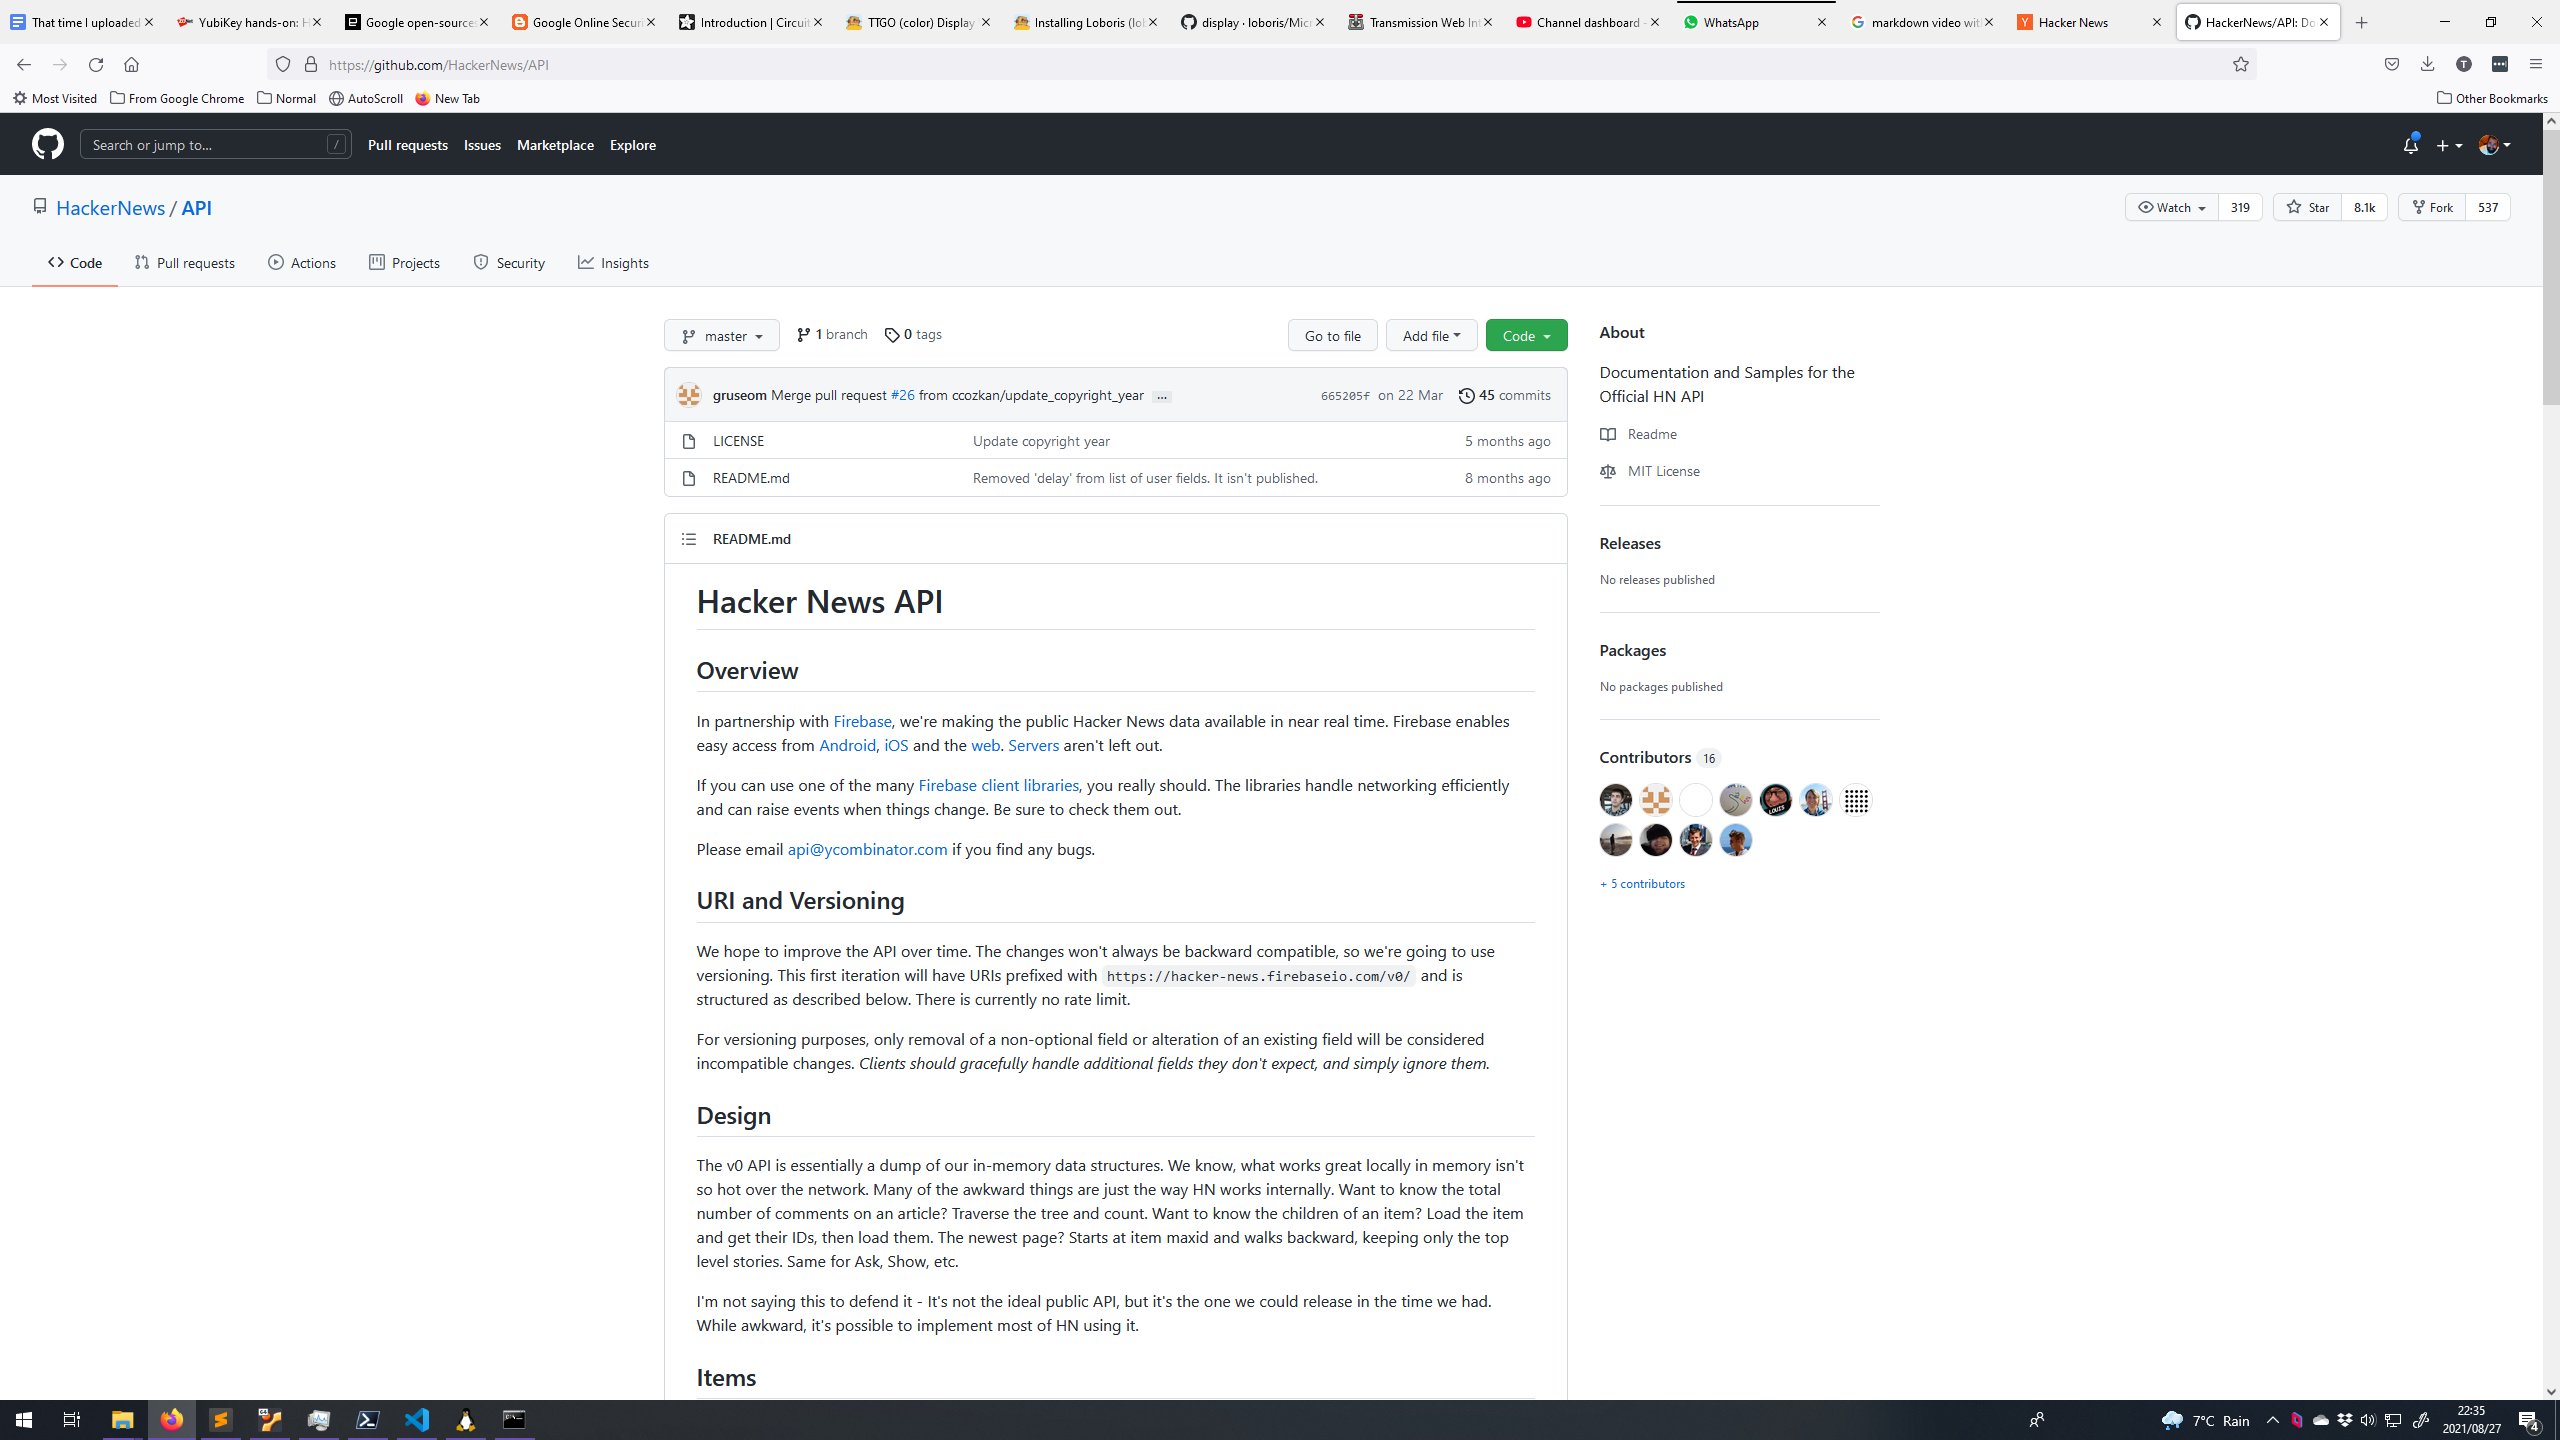 That time I uploaded
YubiKey hands-on: H
Google open-sources
Google Online Securi
Introduction | Circuit
TTGO (color) Display
Installing Loboris (lob
display · loboris/Micr
Transmission Web Int
Channel dashboard -
WhatsApp
markdown video wit
Hacker News
HackerNews/API: Do
https://github.com/HackerNews/API
Most Visited
From Google Chrome
Normal
AutoScroll
New Tab
Other Bookmarks
Search or jump to...
/
Pull requests
Issues
Marketplace
Explore
HackerNews / API
Watch
319
Star
8.1k
Fork
537
Code
Pull requests
Actions
Projects
Security
Insights
master
1 branch
0 tags
Go to file
Add file
Code
gruseom Merge pull request #26 from ccozkan/update_copyright_year
...
665205f on 22 Mar
45 commits
LICENSE
Update copyright year
5 months ago
README.md
Removed 'delay' from list of user fields. It isn't published.
8 months ago
README.md
Hacker News API
Overview
In partnership with Firebase, we're making the public Hacker News data available in near real time. Firebase enables
easy access from Android, iOS and the web. Servers aren't left out.
If you can use one of the many Firebase client libraries, you really should. The libraries handle networking efficiently
and can raise events when things change. Be sure to check them out.
Please email api@ycombinator.com if you find any bugs.
URI and Versioning
We hope to improve the API over time. The changes won't always be backward compatible, so we're going to use
versioning. This first iteration will have URIs prefixed with https://hacker-news.firebaseio.com/v0/ and is
structured as described below. There is currently no rate limit.
For versioning purposes, only removal of a non-optional field or alteration of an existing field will be considered
incompatible changes. Clients should gracefully handle additional fields they don't expect, and simply ignore them.
Design
The v0 API is essentially a dump of our in-memory data structures. We know, what works great locally in memory isn't
so hot over the network. Many of the awkward things are just the way HN works internally. Want to know the total
number of comments on an article? Traverse the tree and count. Want to know the children of an item? Load the item
and get their IDs, then load them. The newest page? Starts at item maxid and walks backward, keeping only the top
level stories. Same for Ask, Show, etc.
I'm not saying this to defend it - It's not the ideal public API, but it's the one we could release in the time we had.
While awkward, it's possible to implement most of HN using it.
Items
About
Documentation and Samples for the
Official HN API
Readme
MIT License
Releases
No releases published
Packages
No packages published
Contributors 16
+ 5 contributors
7°C Rain
22:35
2021/08/27
4